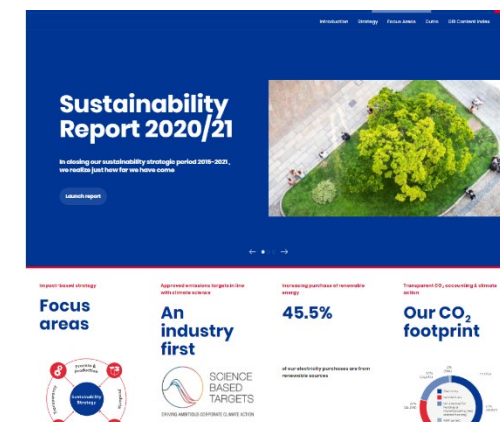 Introduction Strategy Focus Areas Outro GRI Content Index
Sustainability
Report 2020/21
In closing our sustainability strategic period 2016-2021,
we realize just how far we have come
Launch report
Impact-based strategy
Focus
areas
Process &
production
Sustainability
Strategy
Approved emissions targets in line
with climate science
An
industry
first
SCIENCE
BASED
TARGETS
DRIVING AMBITIOUS CORPORATE CLIMATE ACTION
Increasing purchase of renewable
energy
45.5%
of our electricity purchases are from
renewable sources
Transparent CO₂ accounting & climate
action
Our CO₂
footprint